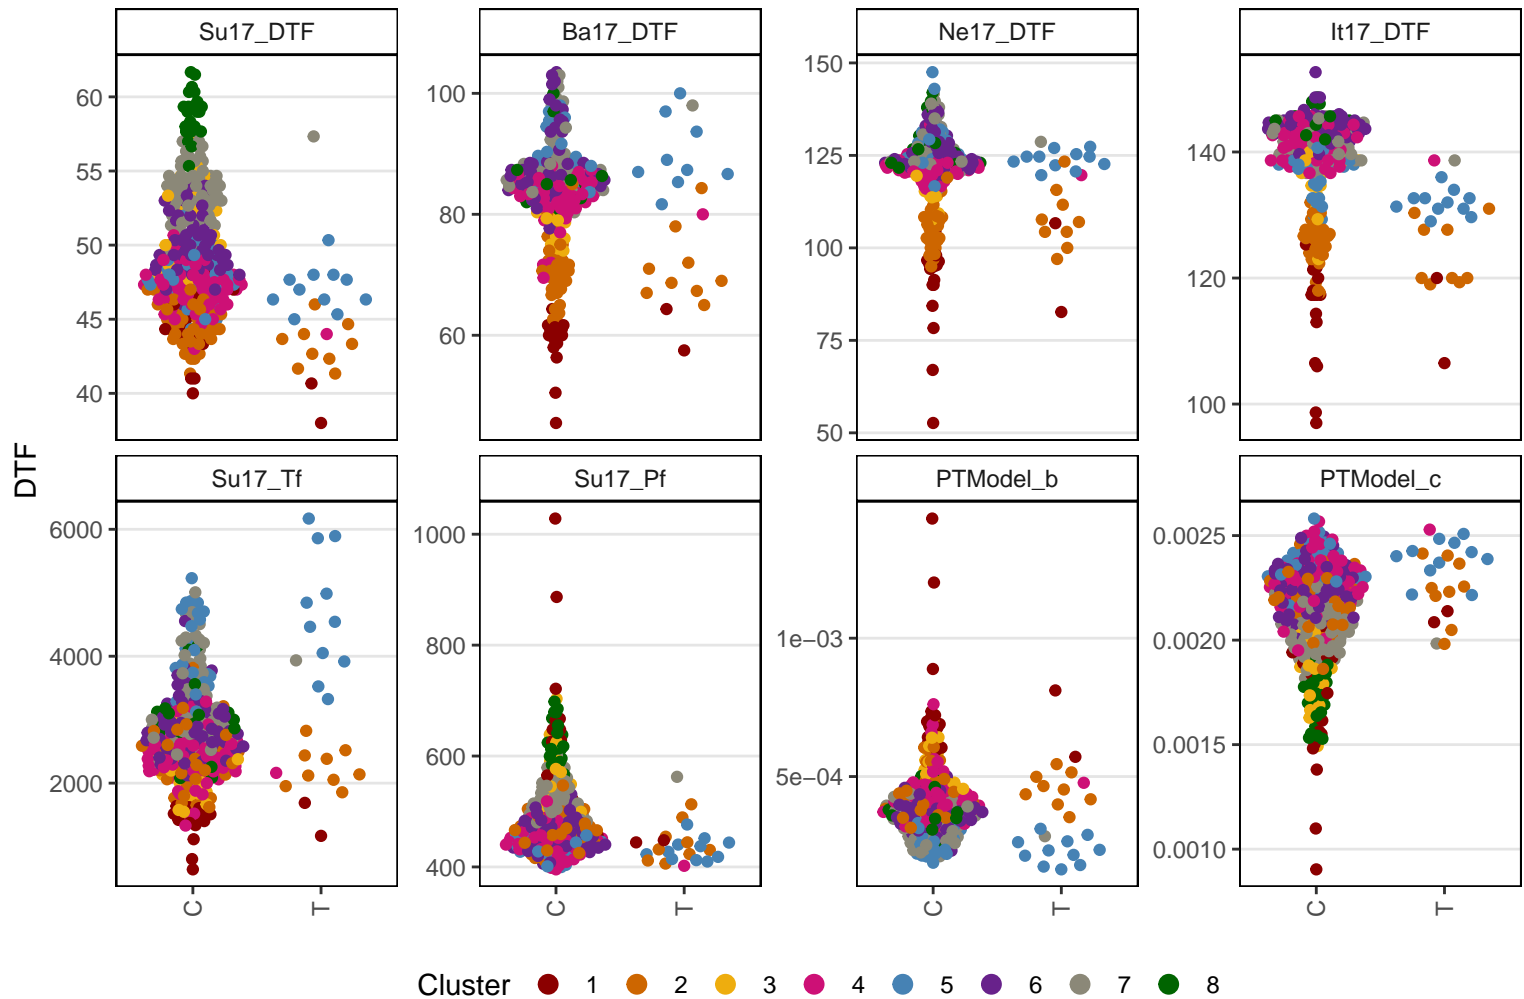 Su17_DTF Ba17_DTF Ne17_DTF It17_DTF
60 55 50 45 40
100 80 60
150 125 100 75 50
140 120 100
DTF
Su17_Tf Su17_Pf PTModel_b PTModel_c
6000 4000 2000
1000 800 600 400
1e−03 5e−04
0.0025 0.0020 0.0015 0.0010
C T C T C T C T
Cluster 1 2 3 4 5 6 7 8